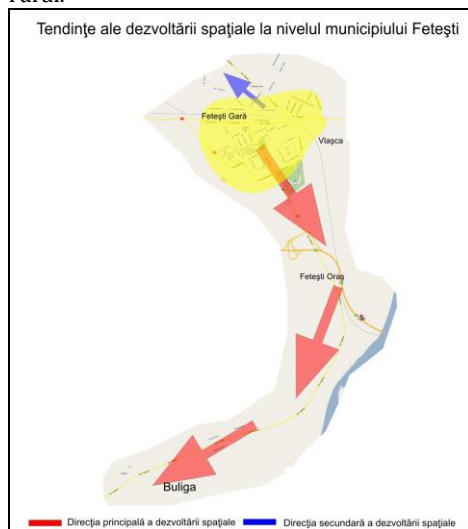 Tendinţe ale dezvoltării spaţiale la nivelul municipiului Feteşti
Feteşti Gară
Vlaşca
Feteşti Oraş
Buliga
Direcţia principală a dezvoltării spaţiale
Direcţia secundară a dezvoltării spaţiale